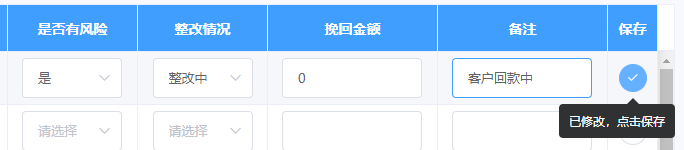 是否有风险 整改情况 挽回金额 备注 保存
是 整改中 0 客户回款中
已修改，点击保存
请选择 请选择